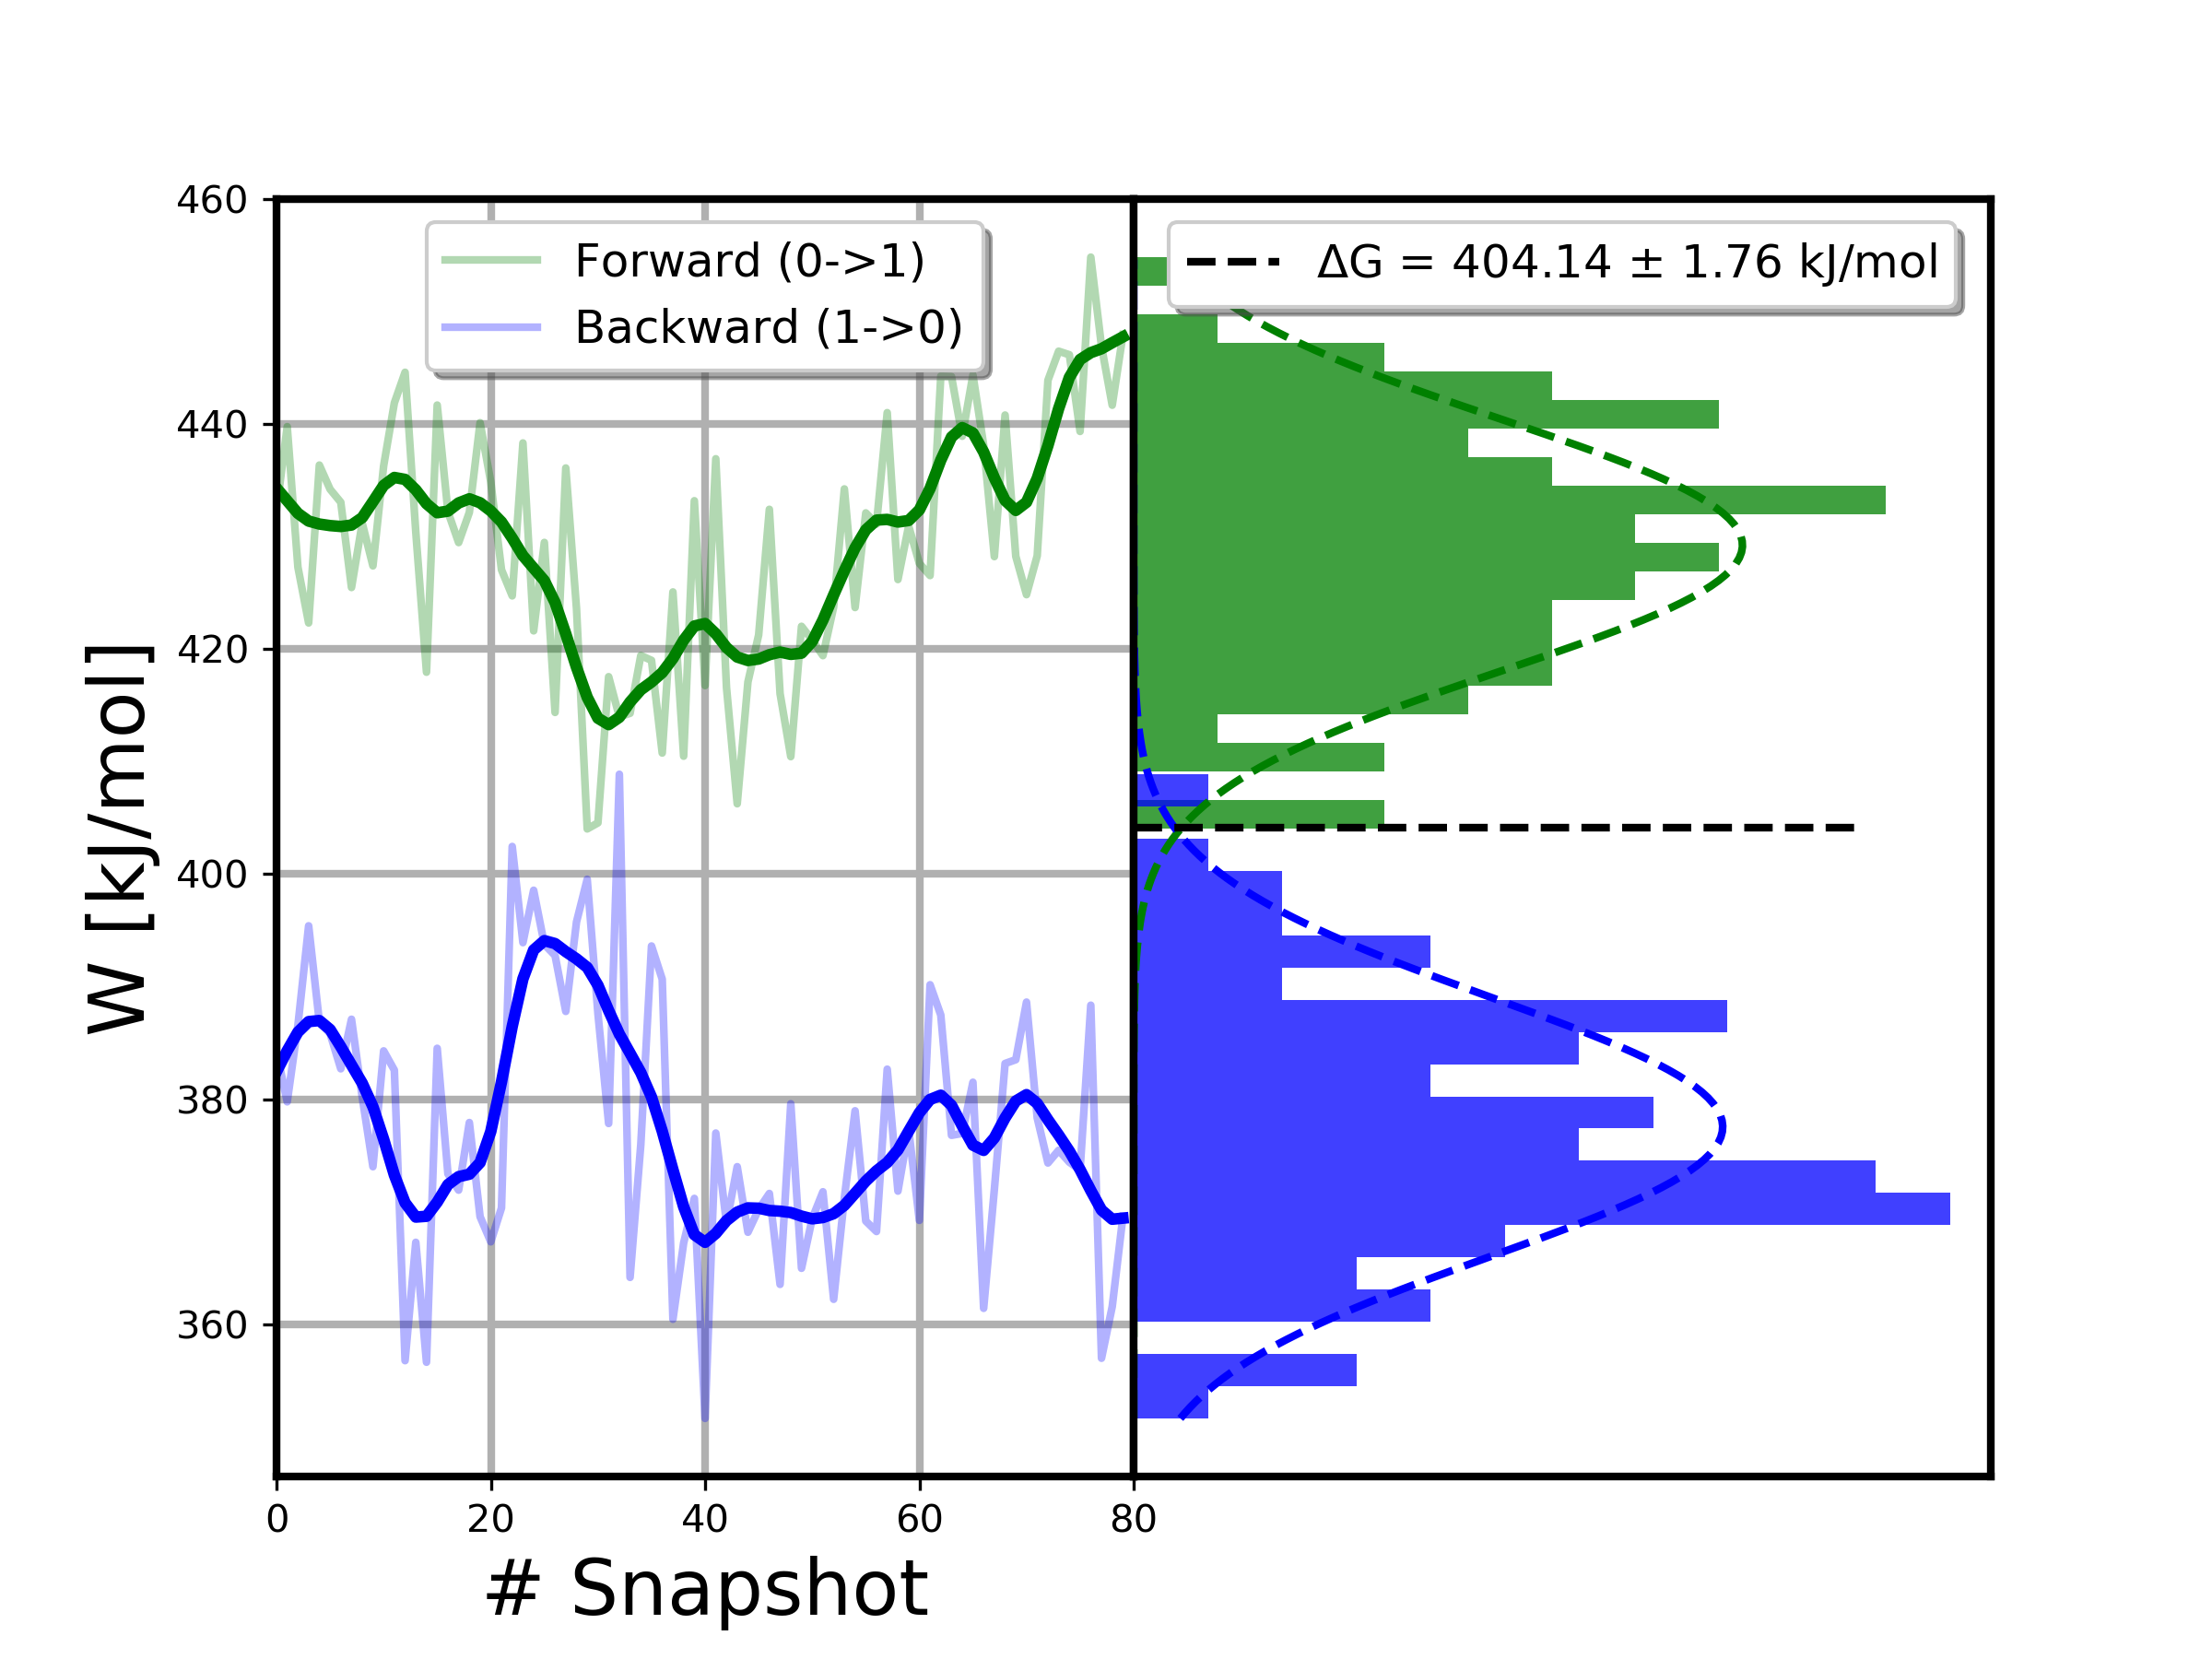 Forward (0->1)
Backward (1->0)
ΔG = 404.14 ± 1.76 kJ/mol
W [kJ/mol]
460
440
420
400
380
360
0 20 40 60 80
# Snapshot